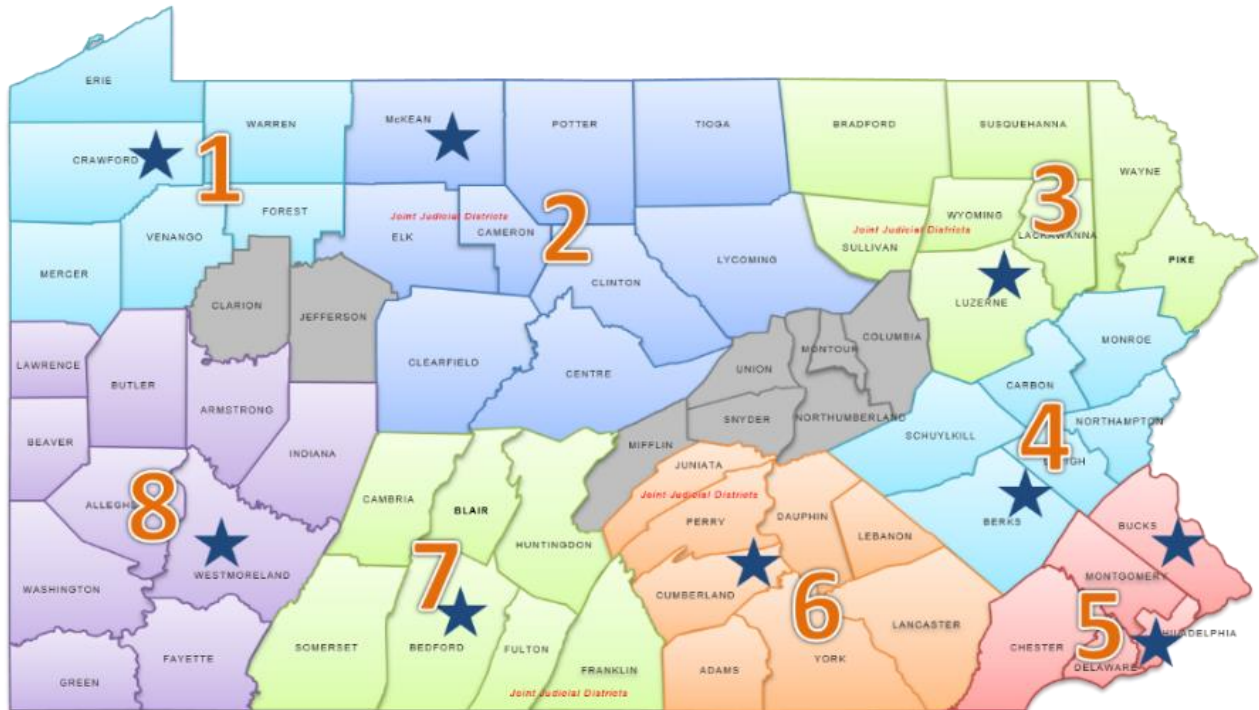 ERIE
WARREN
McKEAN
POTTER
TIOGA
BRADFORD
SUSQUEHANNA
WAYNE
CRAWFORD
1
FOREST
VENANGO
MERCER
Joint Judicial Districts
ELK
CAMERON
2
CLINTON
LYCOMING
WYOMING
3
LACKAWANNA
Joint Judicial Districts
SULLIVAN
PIKE
LUZERNE
CLARION
JEFFERSON
COLUMBIA
MONTOUR
MONROE
LAWRENCE
BUTLER
ARMSTRONG
CLEARFIELD
CENTRE
UNION
SNYDER
NORTHUMBERLAND
CARBON
NORTHAMPTON
SCHUYLKILL
4
BEAVER
INDIANA
MIFFLIN
JUNIATA
Joint Judicial Districts
PERRY
DAUPHIN
LEBANON
BERKS
BUCKS
8
CAMBRIA
BLAIR
HUNTINGDON
7
WESTMORELAND
WASHINGTON
CUMBERLAND
6
LANCASTER
MONTGOMERY
5
CHESTER
DELAWARE
SOMERSET
BEDFORD
FULTON
FRANKLIN
Joint Judicial Districts
ADAMS
YORK
FAYETTE
GREEN